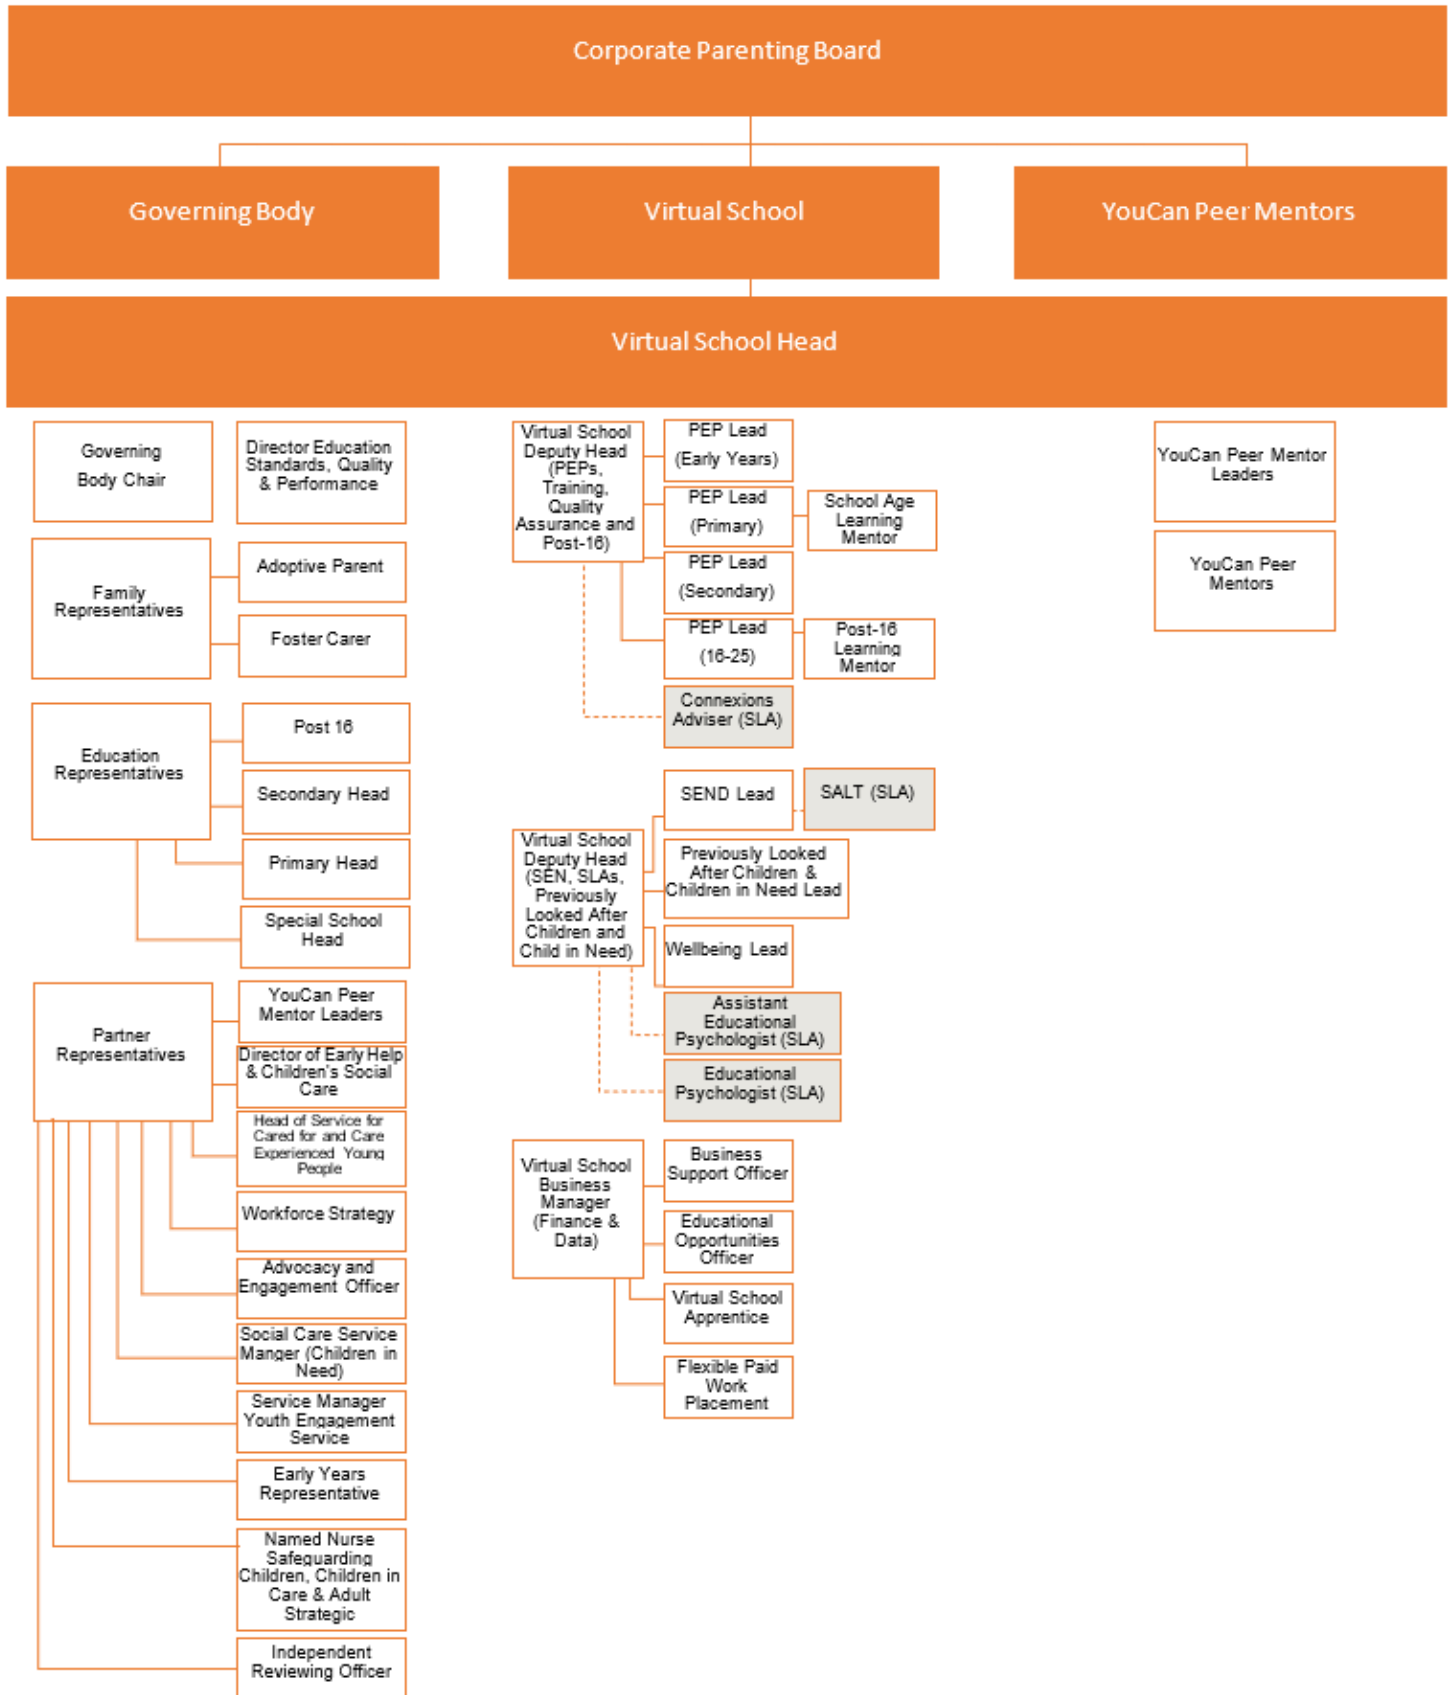 Corporate Parenting Board
Governing Body
Virtual School
YouCan Peer Mentors
Virtual School Head
Governing
Body Chair
Director Education
Standards, Quality
& Performance
Family
Representatives
Adoptive Parent
Foster Carer
Education
Representatives
Post 16
Secondary Head
Primary Head
Special School
Head
Partner
Representatives
YouCan Peer
Mentor Leaders
Director of Early Help
& Children's Social
Care
Head of Service for
Cared for and Care
Experienced Young
People
Workforce Strategy
Advocacy and
Engagement Officer
Social Care Service
Manger (Children in
Need)
Service Manager
Youth Engagement
Service
Early Years
Representative
Named Nurse
Safeguarding
Children, Children in
Care & Adult
Strategic
Independent
Reviewing Officer
Virtual School
Deputy Head
(PEPs,
Training,
Quality
Assurance and
Post-16)
PEP Lead
(Early Years)
PEP Lead
(Primary)
School Age
Learning
Mentor
PEP Lead
(Secondary)
PEP Lead
(16-25)
Post-16
Learning
Mentor
Connexions
Adviser (SLA)
Virtual School
Deputy Head
(SEN, SLAs,
Previously
Looked After
Children and
Child in Need)
SEND Lead
SALT (SLA)
Previously Looked
After Children &
Children in Need Lead
Wellbeing Lead
Assistant
Educational
Psychologist (SLA)
Educational
Psychologist (SLA)
Virtual School
Business
Manager
(Finance &
Data)
Business
Support Officer
Educational
Opportunities
Officer
Virtual School
Apprentice
Flexible Paid
Work
Placement
YouCan Peer Mentor
Leaders
YouCan Peer
Mentors